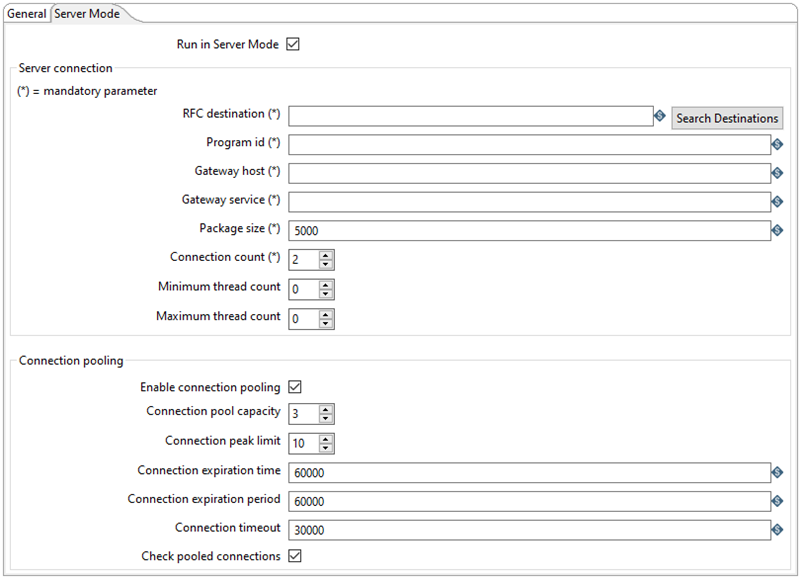 General Server Mode
Run in Server Mode
Server connection
(*) = mandatory parameter
RFC destination (*) Search Destinations
Program id (*)
Gateway host (*)
Gateway service (*)
Package size (*) 5000
Connection count (*) 2
Minimum thread count 0
Maximum thread count 0
Connection pooling
Enable connection pooling
Connection pool capacity 3
Connection peak limit 10
Connection expiration time 60000
Connection expiration period 60000
Connection timeout 30000
Check pooled connections